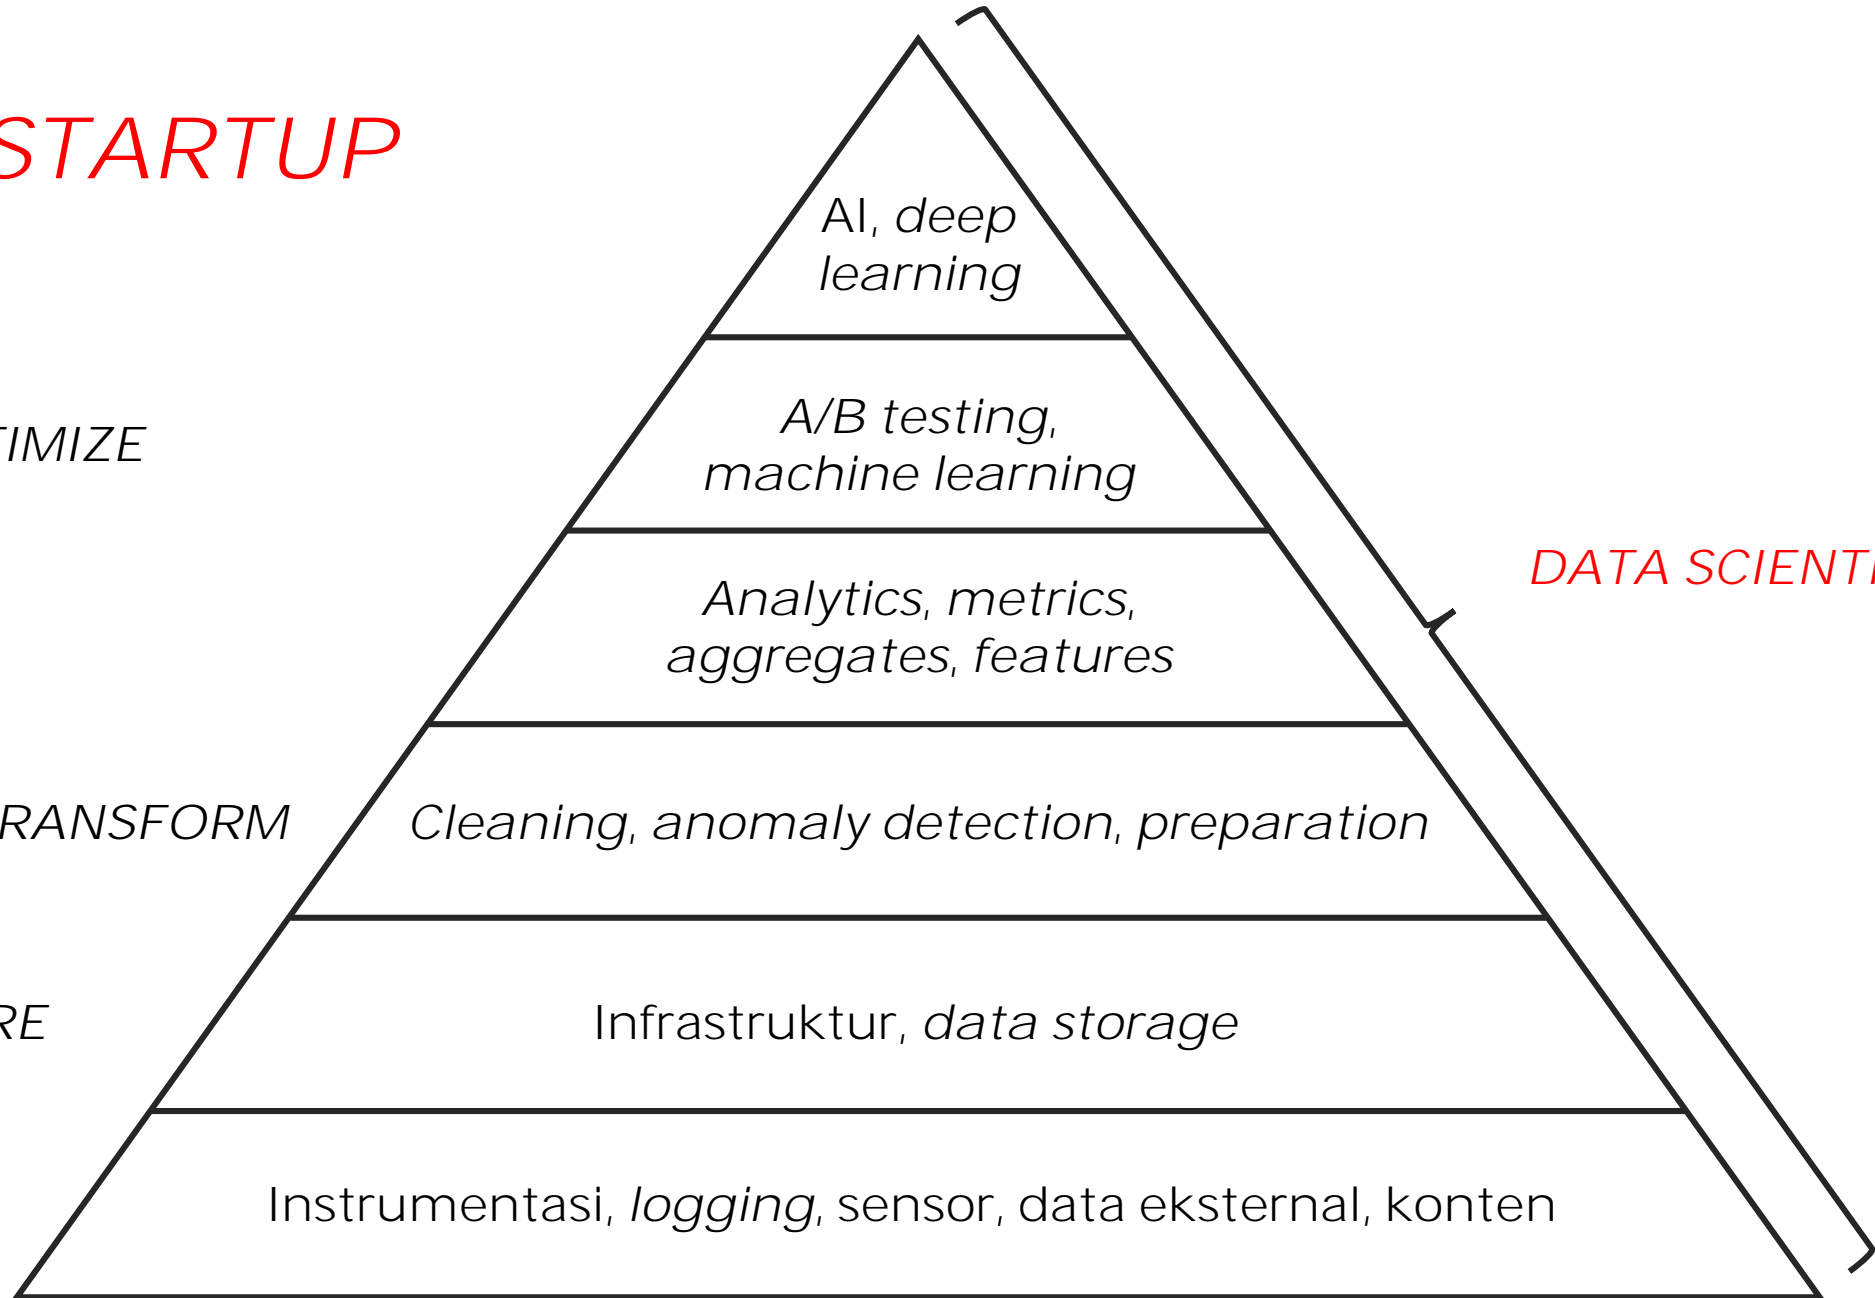 STARTUP
AI, deep
learning
TIMIZE
A/B testing,
machine learning
DATA SCIENTI
Analytics, metrics,
aggregates, features
RANSFORM
Cleaning, anomaly detection, preparation
RE
Infrastruktur, data storage
Instrumentasi, logging, sensor, data eksternal, konten